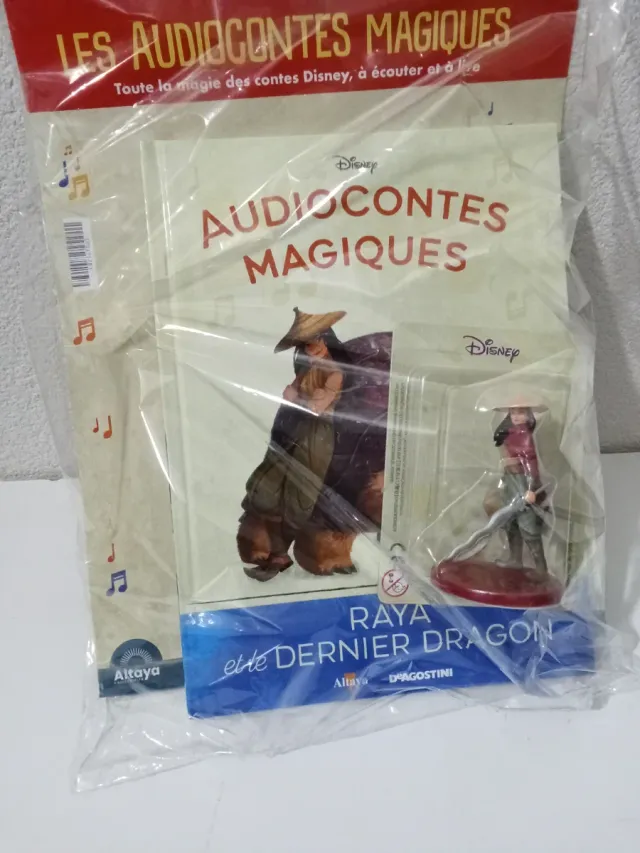 LES AUDIOCONTES MAGIQUES
Toute la magie des contes Disney, à écouter et à lire
Disney
AUDIOCONTES
MAGIQUES
Disney
RAYA
et le DERNIER DRAGON
Altaya
DeAGOSTINI
Altaya